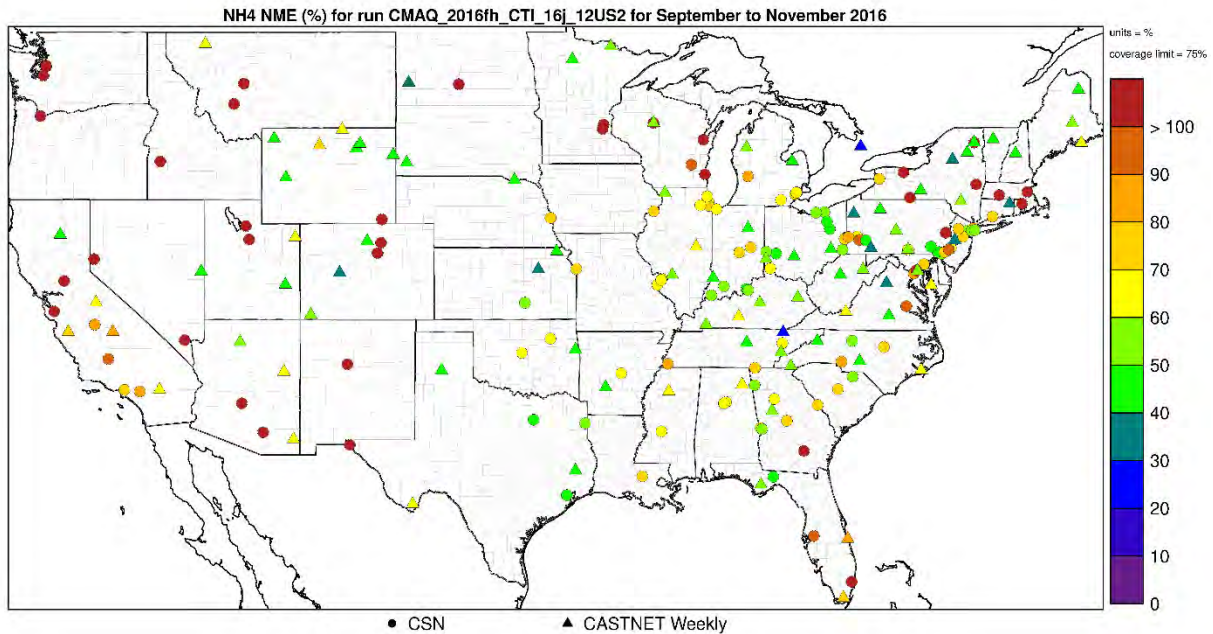 NH4 NME (%) for run CMAQ_2016fh_CTI_16j_12US2 for September to November 2016
units = %
coverage limit = 75%
> 100
90
80
70
60
50
40
30
20
10
0
● CSN ▲ CASTNET Weekly